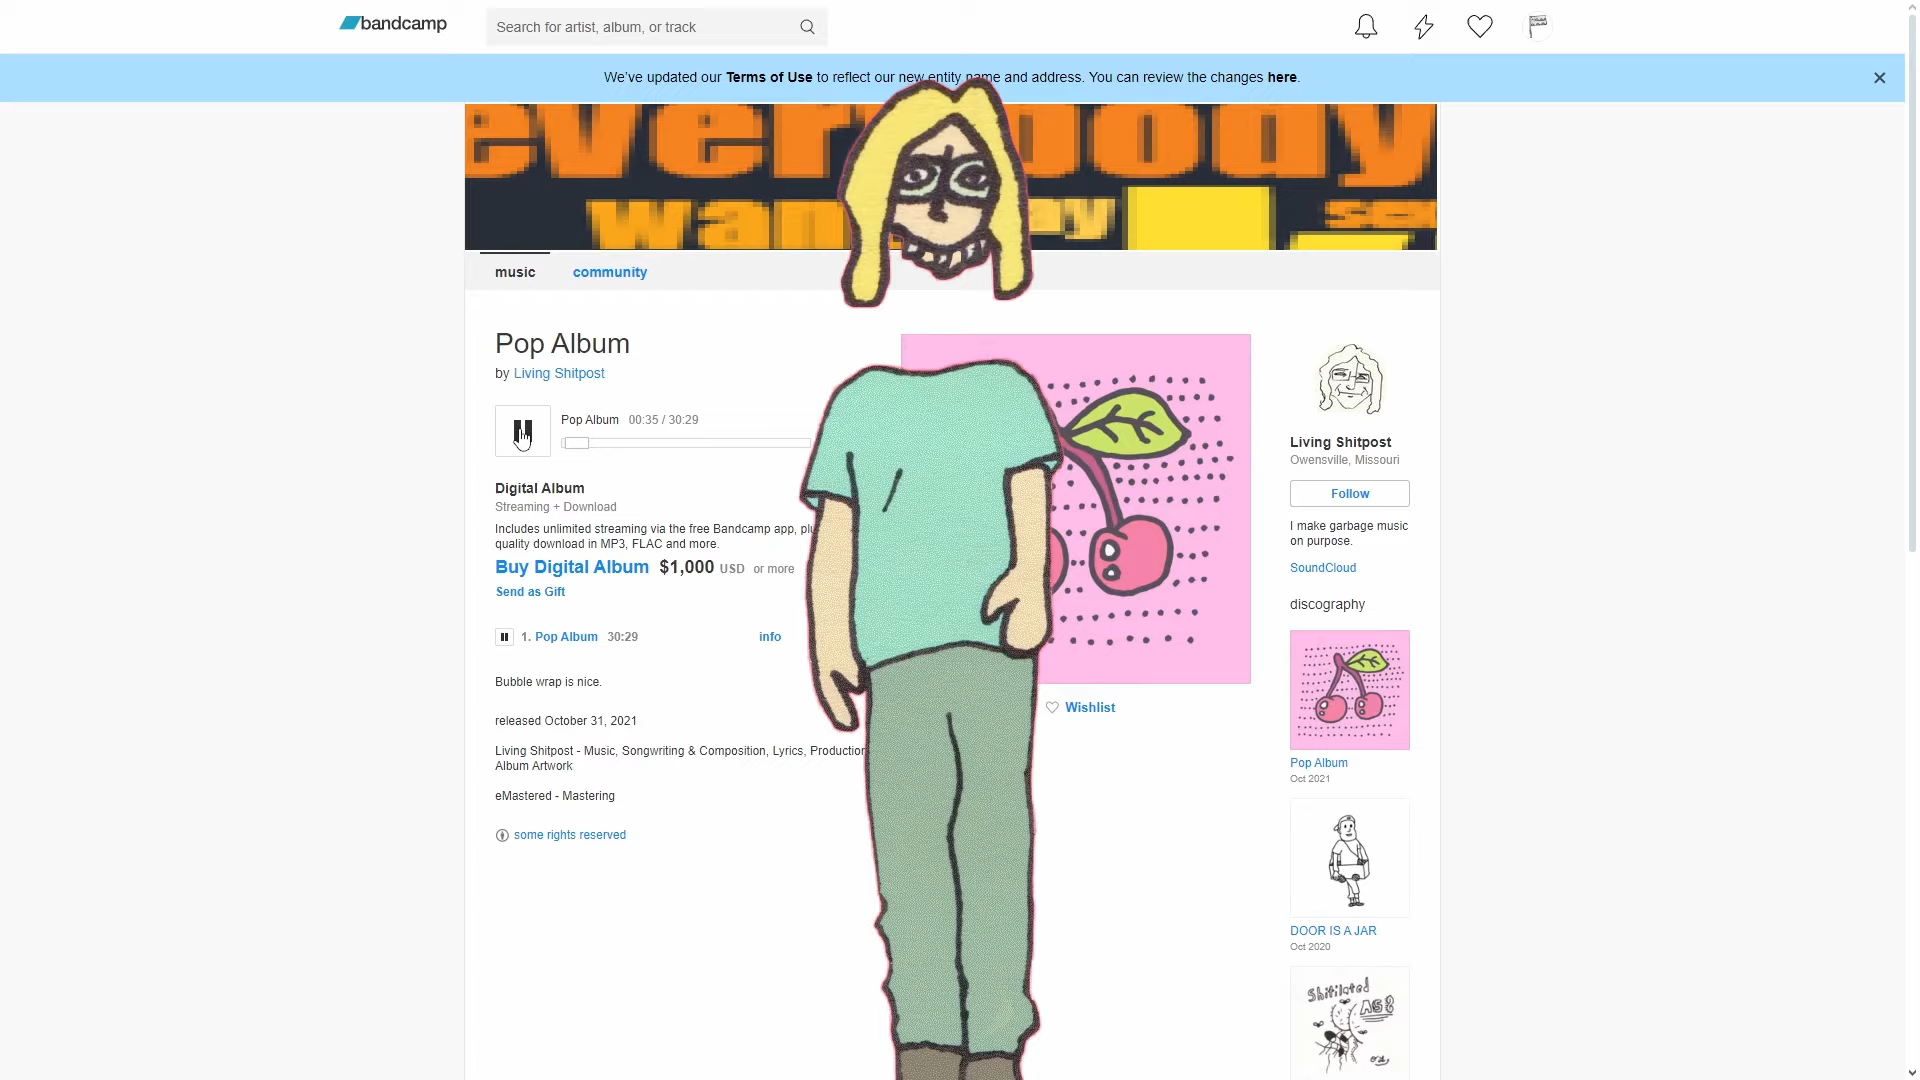 bandcamp
Search for artist, album, or track
We've updated our Terms of Use to reflect our new entity name and address. You can review the changes here.
everybody
music
community
Pop Album
by Living Shitpost
Pop Album 00:35 / 30:29
Digital Album
Streaming + Download
Includes unlimited streaming via the free Bandcamp app,
quality download in MP3, FLAC and more.
Buy Digital Album $1,000 USD or more
Send as Gift
1. Pop Album 30:29 info
Bubble wrap is nice.
released October 31, 2021
Living Shitpost - Music, Songwriting & Composition, Lyrics, Production
Album Artwork
eMastered - Mastering
some rights reserved
Wishlist
Living Shitpost
Owensville, Missouri
Follow
I make garbage music
on purpose.
SoundCloud
discography
Pop Album
Oct 2021
DOOR IS A JAR
Oct 2020